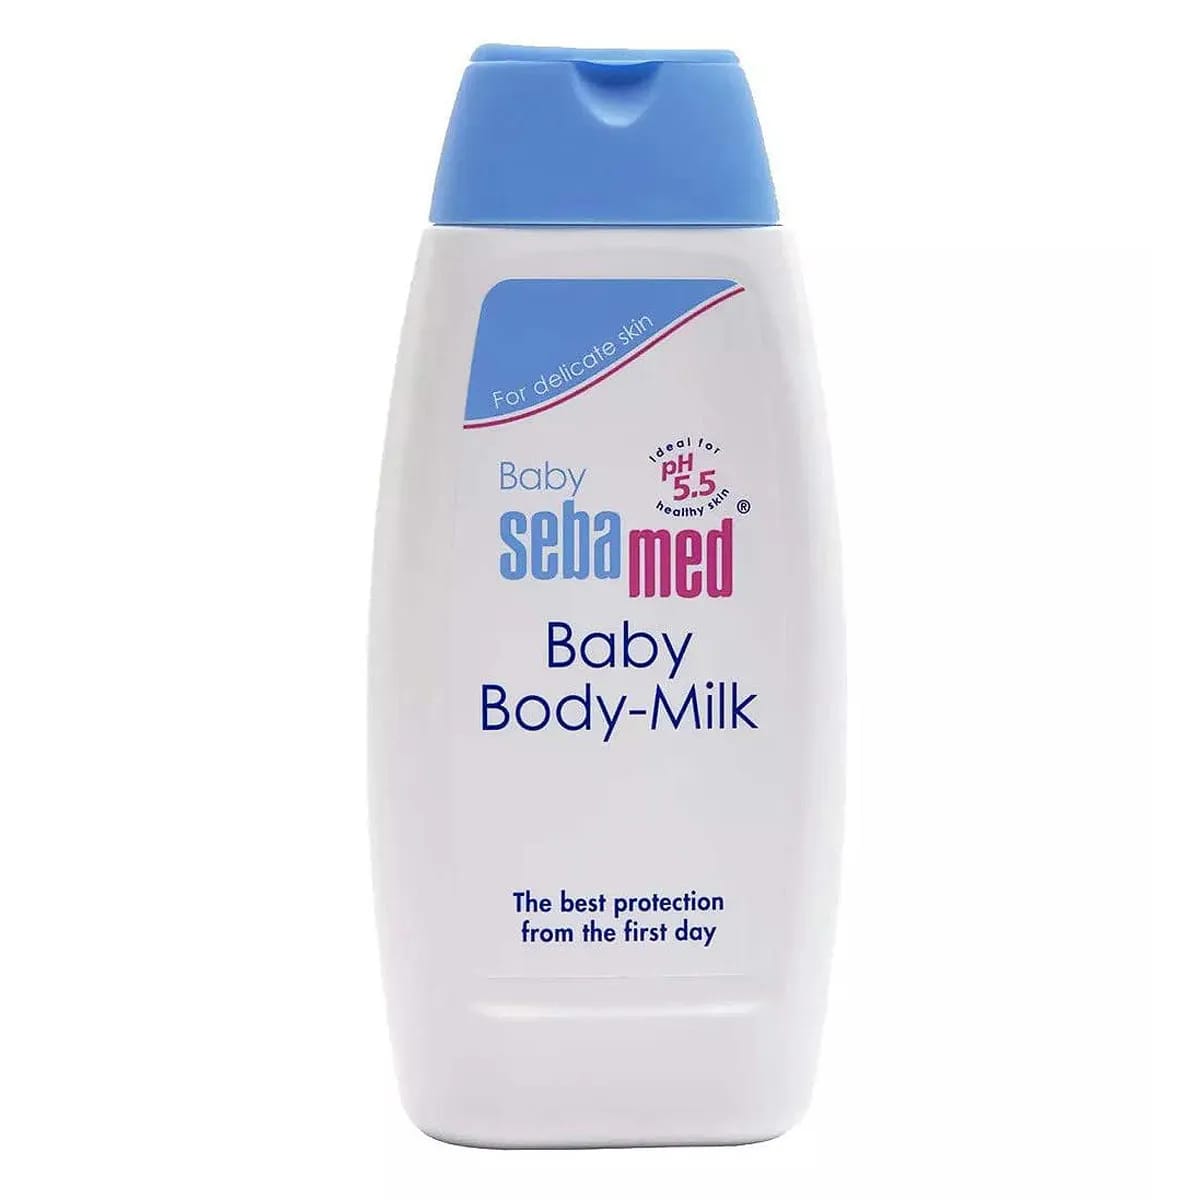 For delicate skin
Ideal for
pH
5.5
healthy skin
Baby
sebamed®
Baby
Body-Milk
The best protection
from the first day